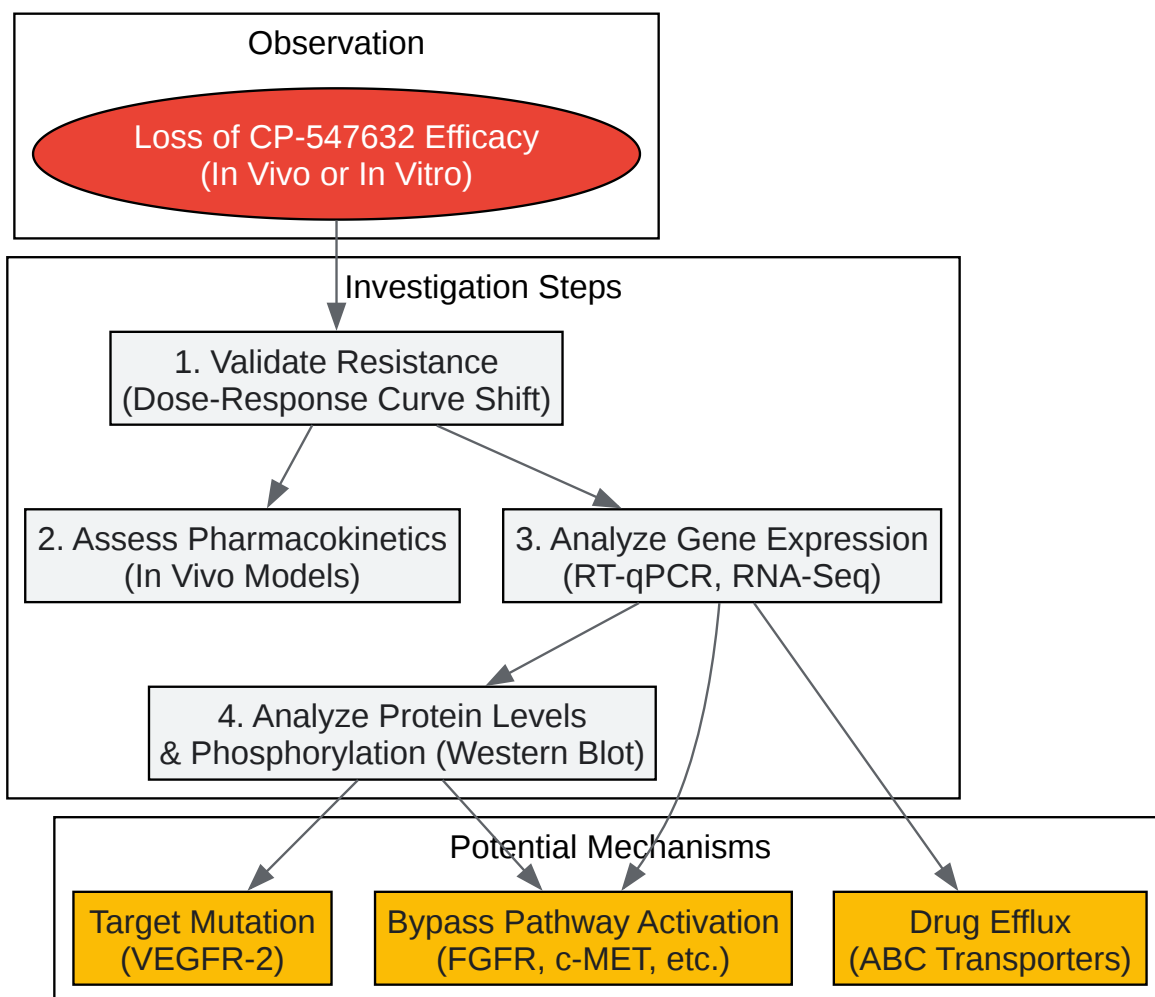 Observation
Loss of CP-547632 Efficacy
(In Vivo or In Vitro)
Investigation Steps
1. Validate Resistance
(Dose-Response Curve Shift)
2. Assess Pharmacokinetics
(In Vivo Models)
3. Analyze Gene Expression
(RT-qPCR, RNA-Seq)
4. Analyze Protein Levels
& Phosphorylation (Western Blot)
Potential Mechanisms
Target Mutation
(VEGFR-2)
Bypass Pathway Activation
(FGFR, c-MET, etc.)
Drug Efflux
(ABC Transporters)